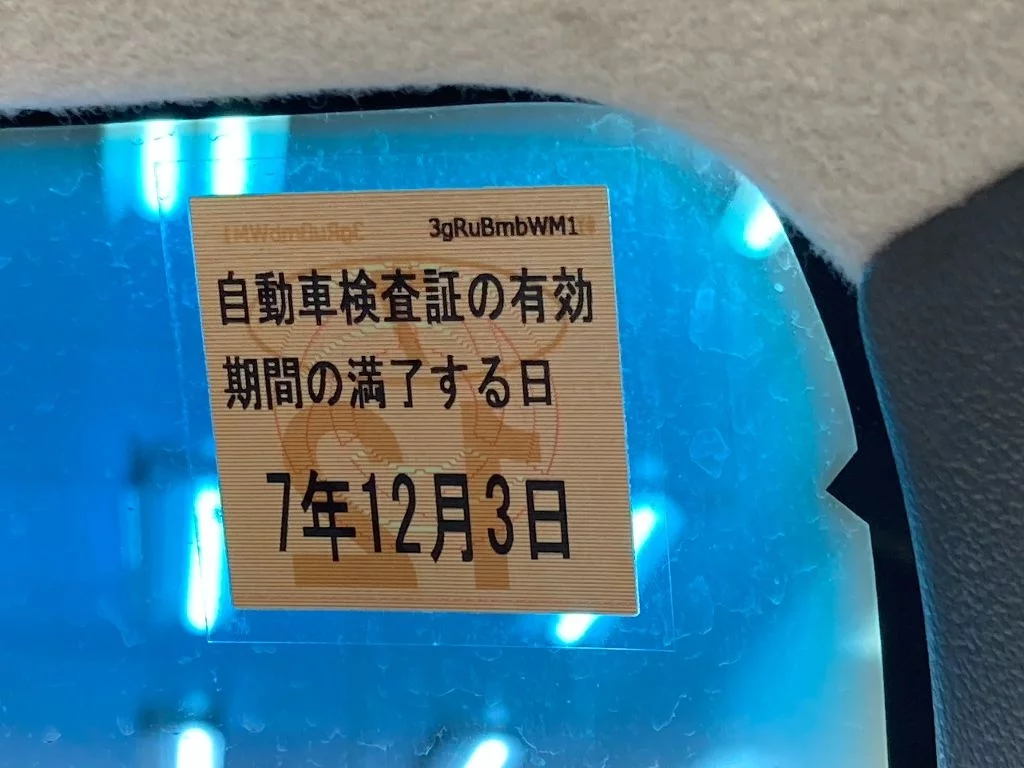 3gRuBmbWM1
自動車検査証の有効
期間の満了する日
7年12月3日